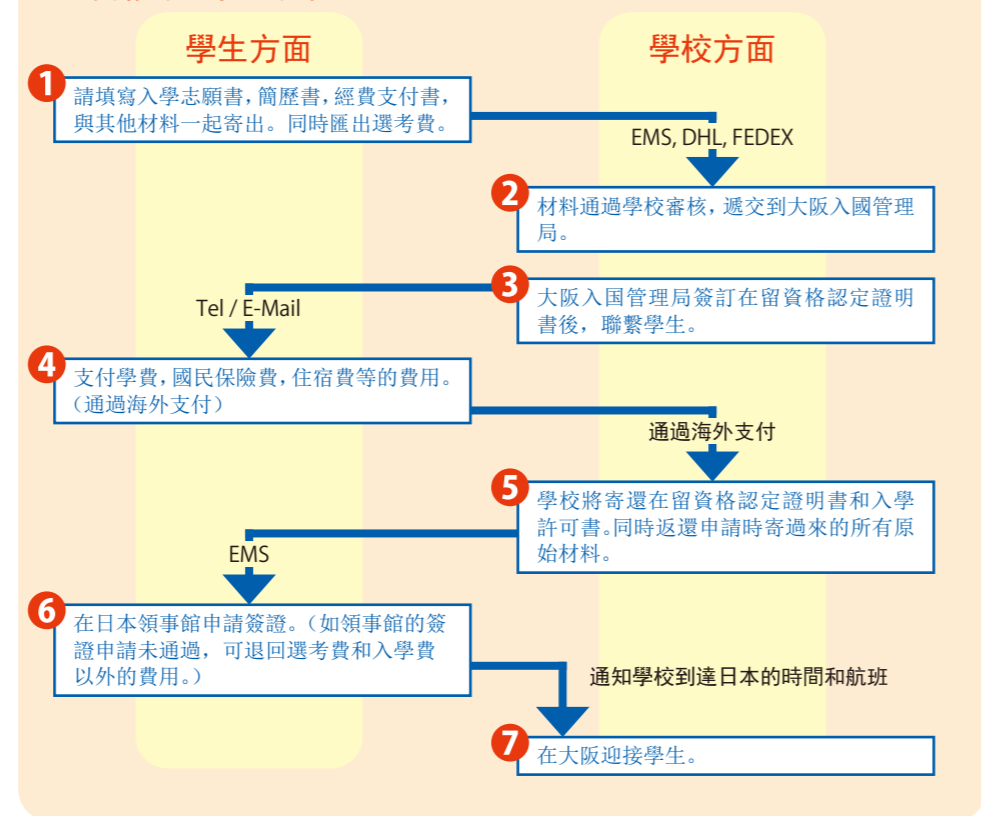 學生方面
學校方面
1
請填寫入學志願書，簡歷書，經費支付書，
與其他材料一起寄出。同時匯出選考費。
EMS, DHL, FEDEX
2
材料通過學校審核，遞交到大阪入國管理
局。
3
大阪入国管理局簽訂在留資格認定證明
書後，聯繫學生。
Tel / E-Mail
4
支付學費，國民保險費，住宿費等的費用。
（通過海外支付）
通過海外支付
5
學校將寄還在留資格認定證明書和入學
許可書。同時返還申請時寄過來的所有原
始材料。
EMS
6
在日本領事館申請簽證。（如領事館的簽
證申請未通過，可退回選考費和入學費
以外的費用。）
通知學校到達日本的時間和航班
7
在大阪迎接學生。